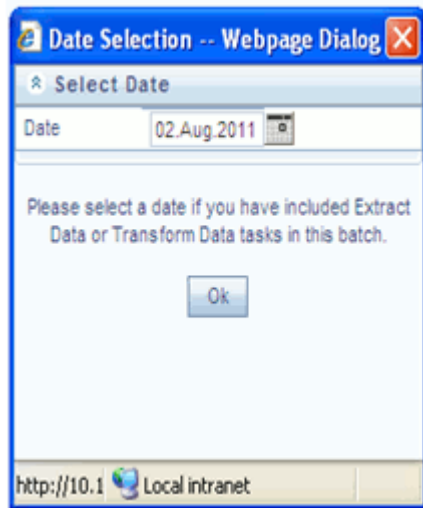 Date Selection -- Webpage Dialog
Select Date
Date 02.Aug.2011
Please select a date if you have included Extract
Data or Transform Data tasks in this batch.
Ok
http://10.1 Local intranet